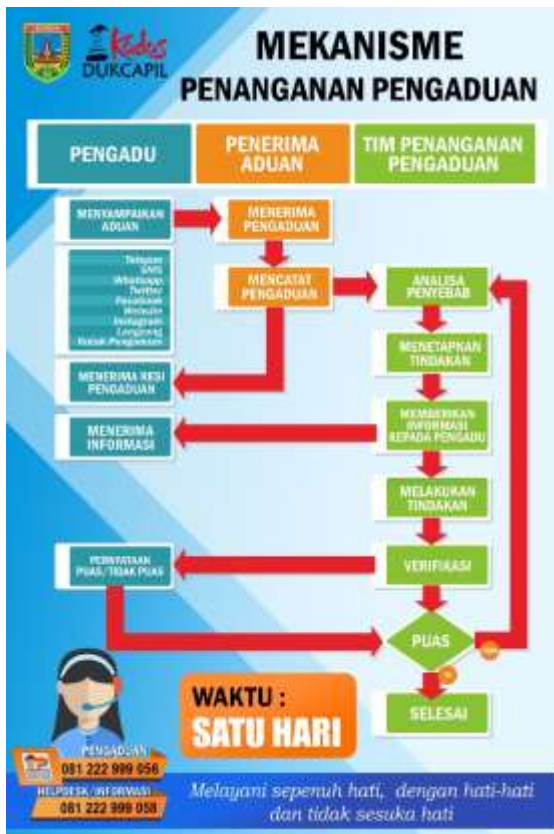 Kudus
DUKCAPIL
MEKANISME
PENANGANAN PENGADUAN
PENGADU
PENERIMA
ADUAN
TIM PENANGANAN
PENGADUAN
MENYAMPAIKAN
ADUAN
MENERIMA
PENGADUAN
Telepon
SMS
Whatsapp
Twitter
Facebook
Website
Instagram
Langsung
Kotak Pengaduan
MENCATAT
PENGADUAN
ANALISA
PENYEBAB
MENETAPKAN
TINDAKAN
MENERIMA RESI
PENGADUAN
MENERIMA
INFORMASI
MEMBERIKAN
INFORMASI
KEPADA PENGADU
MELAKUKAN
TINDAKAN
PERNYATAAN
PUAS/TIDAK PUAS
VERIFIKASI
PUAS
SELESAI
WAKTU :
SATU HARI
PENGADUAN
081 222 999 056
HELPDESK/INFORMASI
081 222 999 058
Melayani sepenuh hati, dengan hati-hati
dan tidak sesuka hati